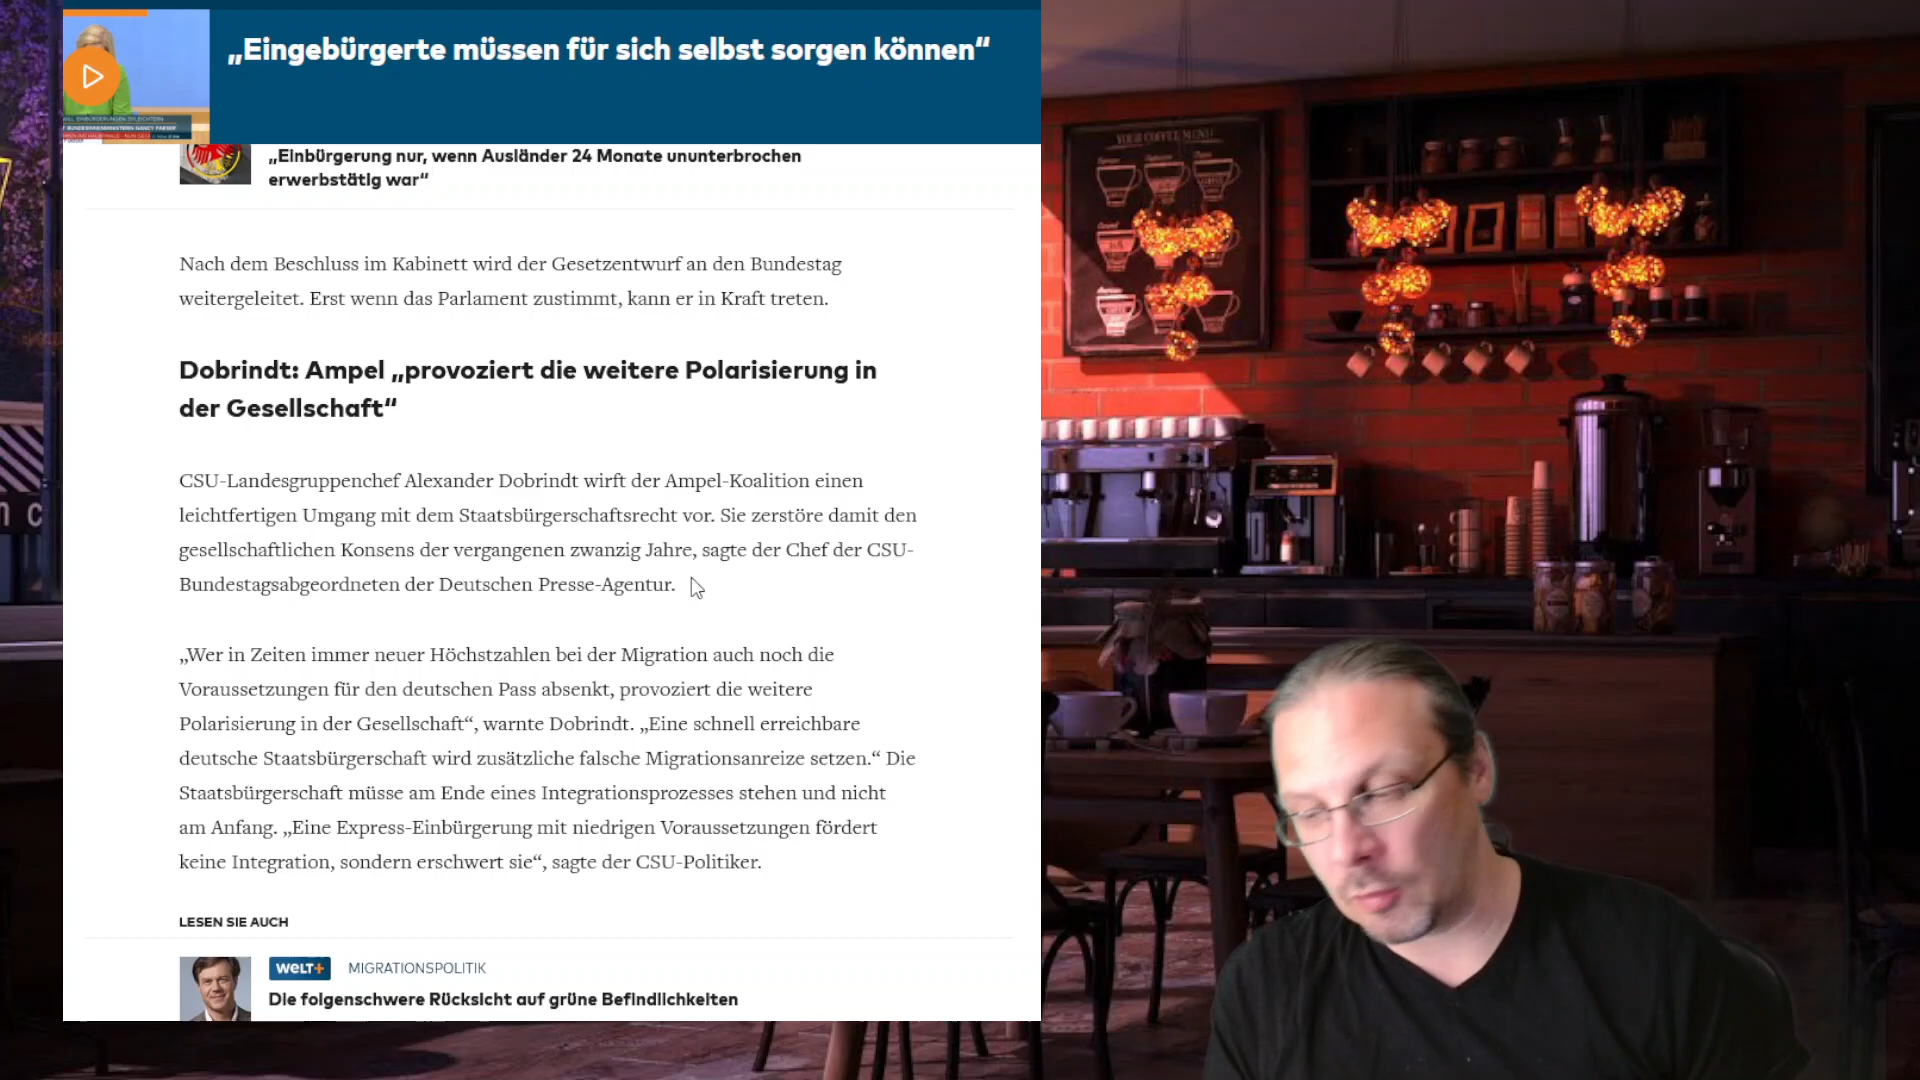 „Eingebürgerte müssen für sich selbst sorgen können“
„Einbürgerung nur, wenn Ausländer 24 Monate ununterbrochen
erwerbstätig war“
Nach dem Beschluss im Kabinett wird der Gesetzentwurf an den Bundestag
weitergeleitet. Erst wenn das Parlament zustimmt, kann er in Kraft treten.
Dobrindt: Ampel „provoziert die weitere Polarisierung in
der Gesellschaft“
CSU-Landesgruppenchef Alexander Dobrindt wirft der Ampel-Koalition einen
leichtfertigen Umgang mit dem Staatsbürgerschaftsrecht vor. Sie zerstöre damit den
gesellschaftlichen Konsens der vergangenen zwanzig Jahre, sagte der Chef der CSU-
Bundestagsabgeordneten der Deutschen Presse-Agentur.
„Wer in Zeiten immer neuer Höchstzahlen bei der Migration auch noch die
Voraussetzungen für den deutschen Pass absenkt, provoziert die weitere
Polarisierung in der Gesellschaft“, warnte Dobrindt. „Eine schnell erreichbare
deutsche Staatsbürgerschaft wird zusätzliche falsche Migrationsanreize setzen.“ Die
Staatsbürgerschaft müsse am Ende eines Integrationsprozesses stehen und nicht
am Anfang. „Eine Express-Einbürgerung mit niedrigen Voraussetzungen fördert
keine Integration, sondern erschwert sie“, sagte der CSU-Politiker.
LESEN SIE AUCH
WELT+ MIGRATIONSPOLITIK
Die folgenschwere Rücksicht auf grüne Befindlichkeiten
YOUR COFFEE MENU